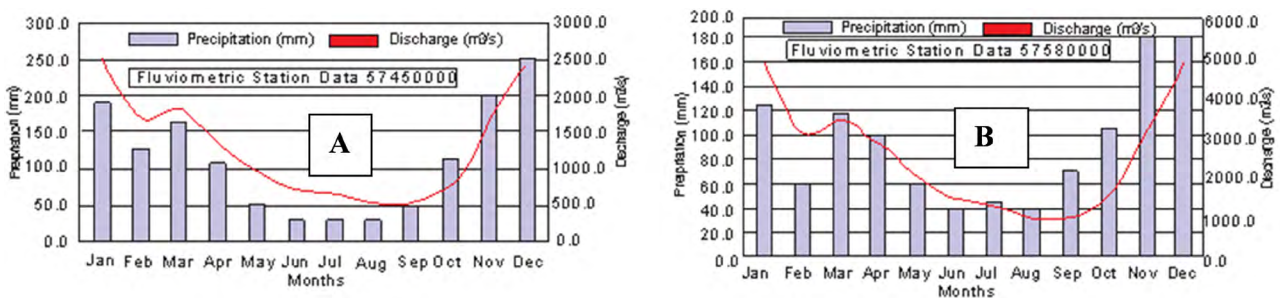 300.0
250.0
200.0
150.0
100.0
50.0
0.0
Prepitation (mm)
Precipitation (mm) Discharge (m3/s)
Fluviometric Station Data 57450000
A
3000.0
2500.0
2000.0
1500.0
1000.0
500.0
0.0
Discharge (m3/s)
Jan Feb Mar Apr May Jun Jul Aug Sep Oct Nov Dec
Months
200.0
180.0
160.0
140.0
120.0
100.0
80.0
60.0
40.0
20.0
0.0
Prepitation (mm)
Precipitation (mm) Discharge (m3/s)
Fluviometric Station Data 57580000
B
6000.0
5000.0
4000.0
3000.0
2000.0
1000.0
0.0
Discharge (m3/s)
Jan Feb Mar Apr May Jun Jul Aug Sep Oct Nov Dec
Months